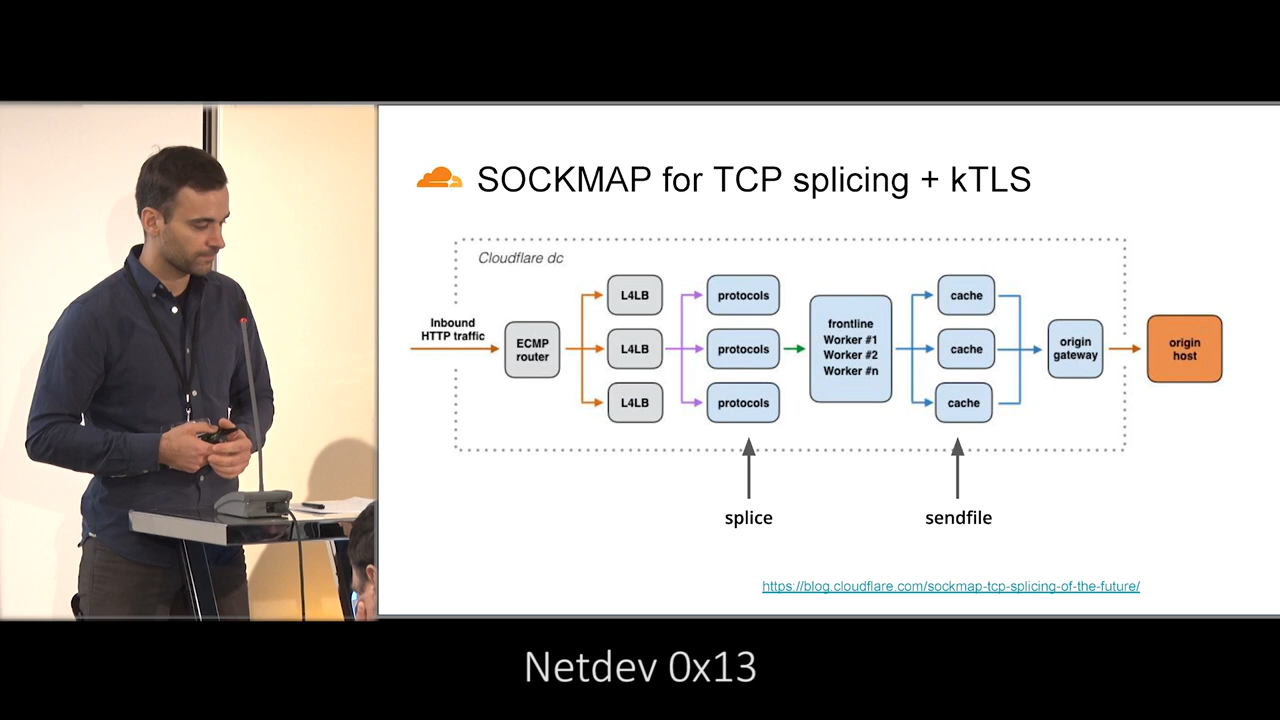 SOCKMAP for TCP splicing + kTLS
Cloudflare dc
Inbound
HTTP traffic
ECMP
router
L4LB
L4LB
L4LB
protocols
protocols
protocols
frontline
Worker #1
Worker #2
Worker #n
cache
cache
cache
origin
gateway
origin
host
splice
sendfile
https://blog.cloudflare.com/sockmap-tcp-splicing-of-the-future/
Netdev 0x13